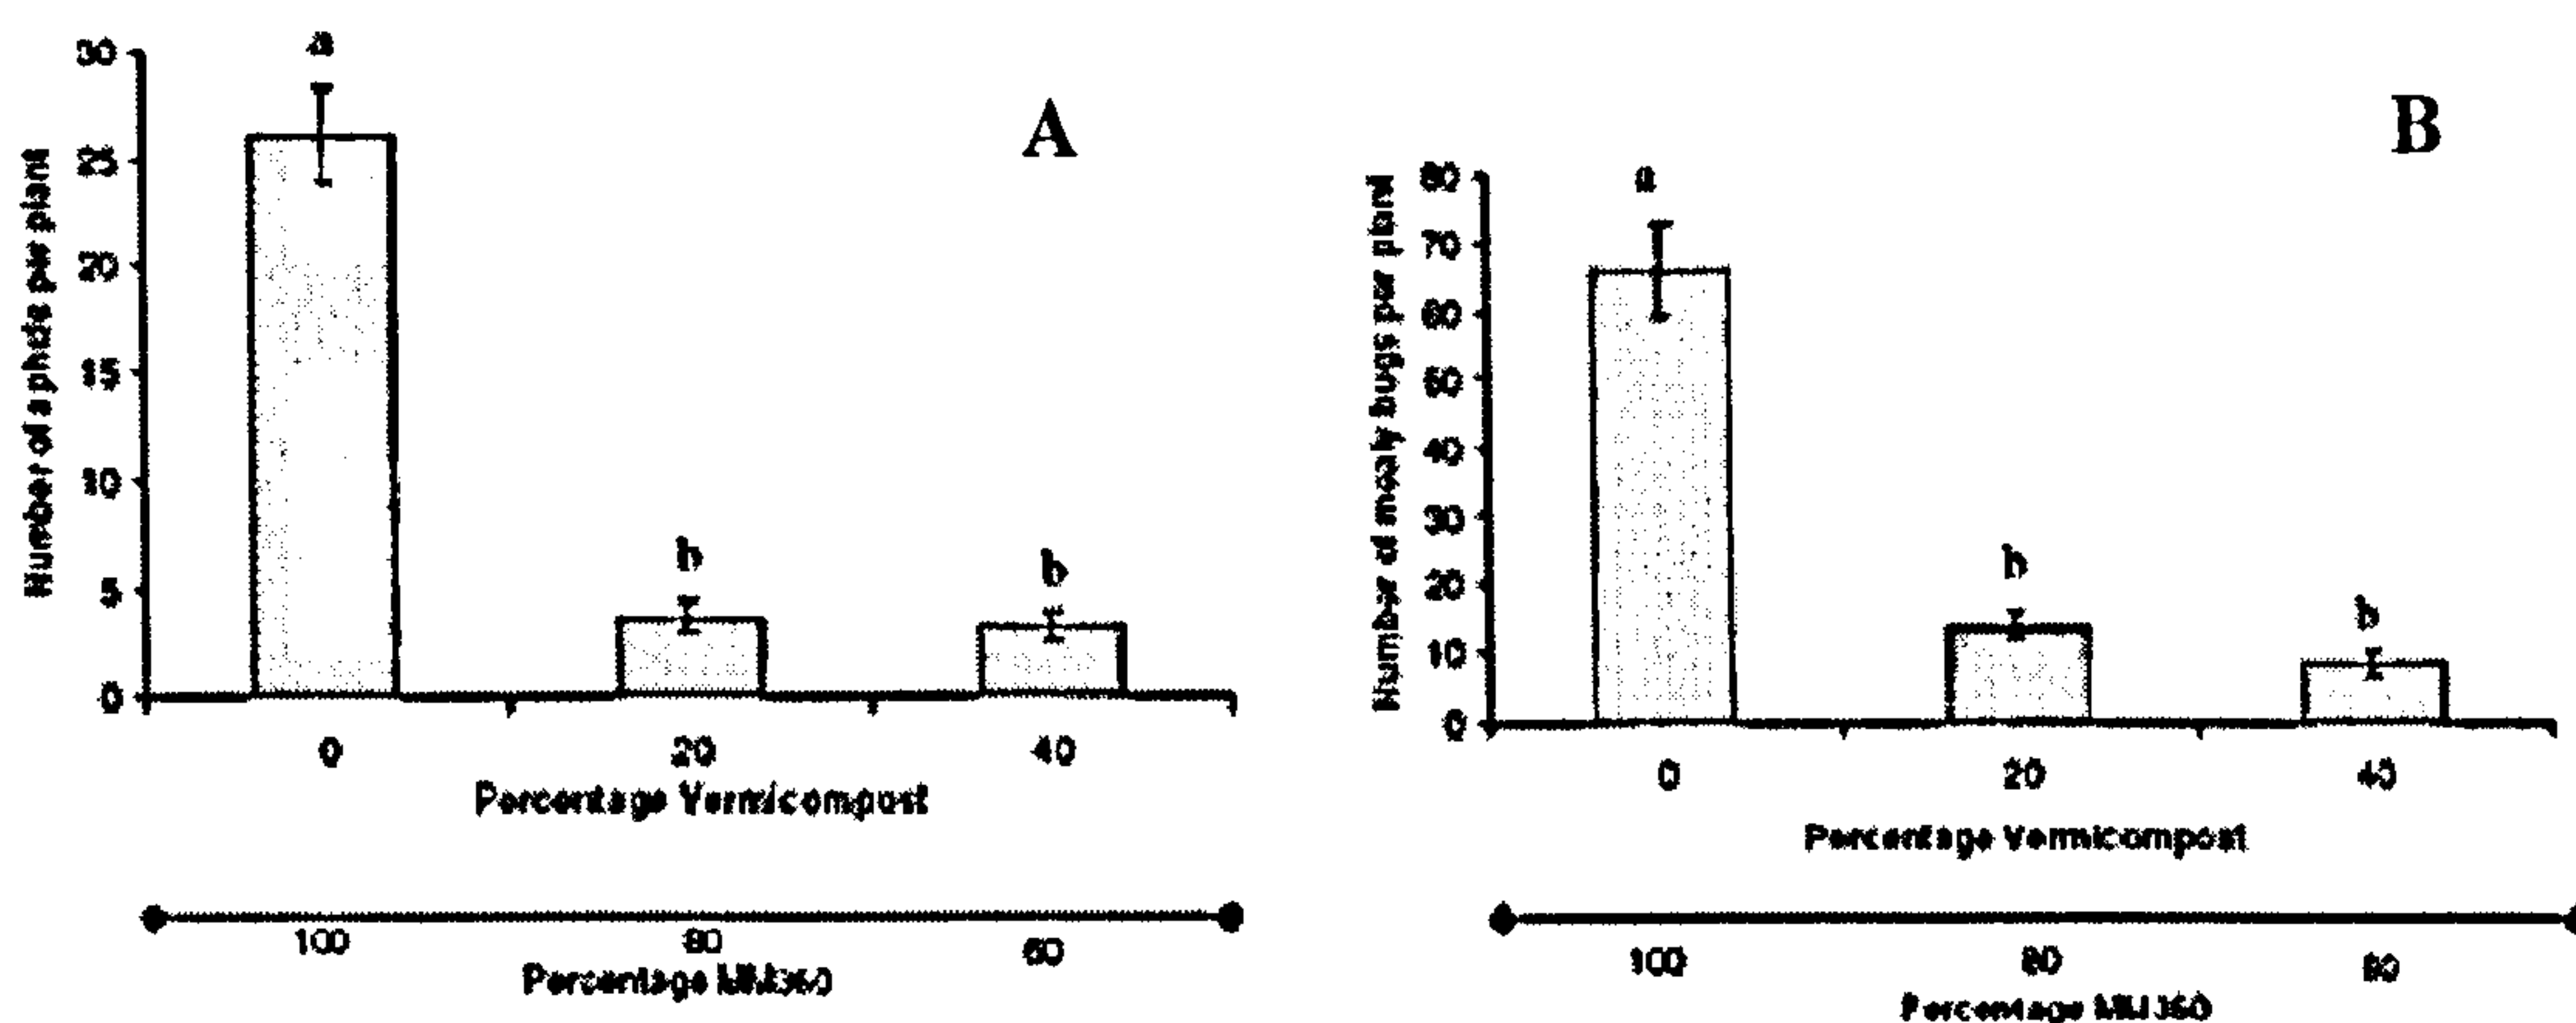 A
Number of aphids per plant
30
25
20
15
10
5
0
a
b
b
0 20 40
Percentage Vermicompost
100 80 60
Percentage MM360
B
Number of mealy bugs per plant
80
70
60
50
40
30
20
10
0
a
b
b
0 20 40
Percentage Vermicompost
100 80 60
Percentage MM360